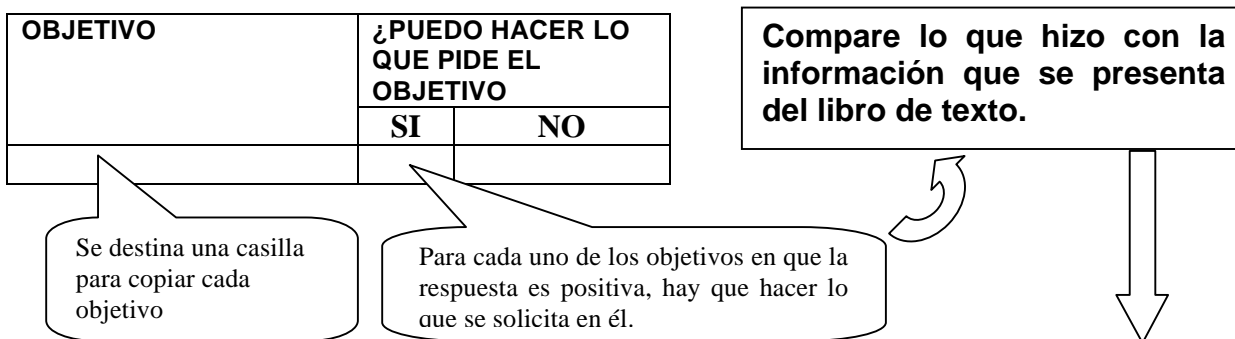 OBJETIVO
¿PUEDO HACER LO
QUE PIDE EL
OBJETIVO
SI
NO
Compare lo que hizo con la
información que se presenta
del libro de texto.
Se destina una casilla
para copiar cada
objetivo
Para cada uno de los objetivos en que la
respuesta es positiva, hay que hacer lo
que se solicita en él.